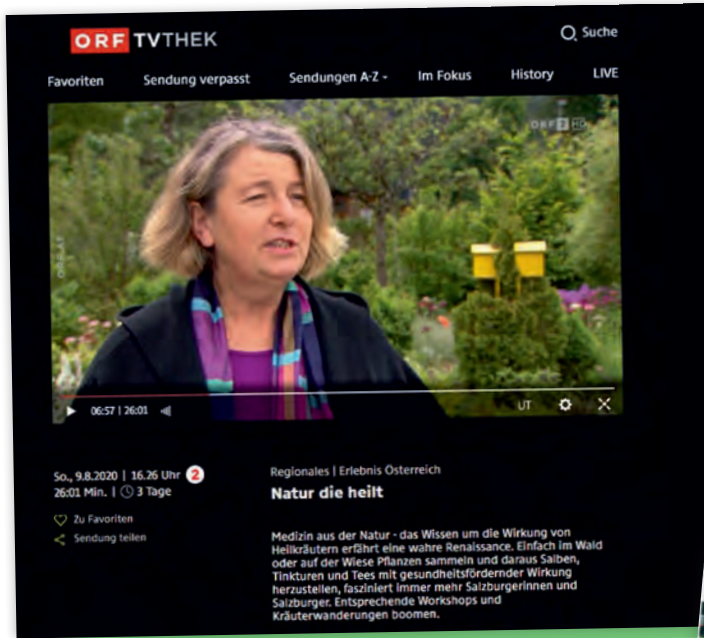 ORF TVTHEK
Suche
Favoriten Sendung verpasst Sendungen A-Z Im Fokus History LIVE
ORF 2 HD
06:57 | 26:01
UT
So., 9.8.2020 | 16.26 Uhr 2
26:01 Min. | 3 Tage
Zu Favoriten
Sendung teilen
Regionales | Erlebnis Österreich
Natur die heilt
Medizin aus der Natur - das Wissen um die Wirkung von
Heilkräutern erfährt eine wahre Renaissance. Einfach im Wald
oder auf der Wiese Pflanzen sammeln und daraus Salben,
Tinkturen und Tees mit gesundheitsfördernder Wirkung
herzustellen, fasziniert immer mehr Salzburgerinnen und
Salzburger. Entsprechende Workshops und
Kräuterwanderungen boomen.